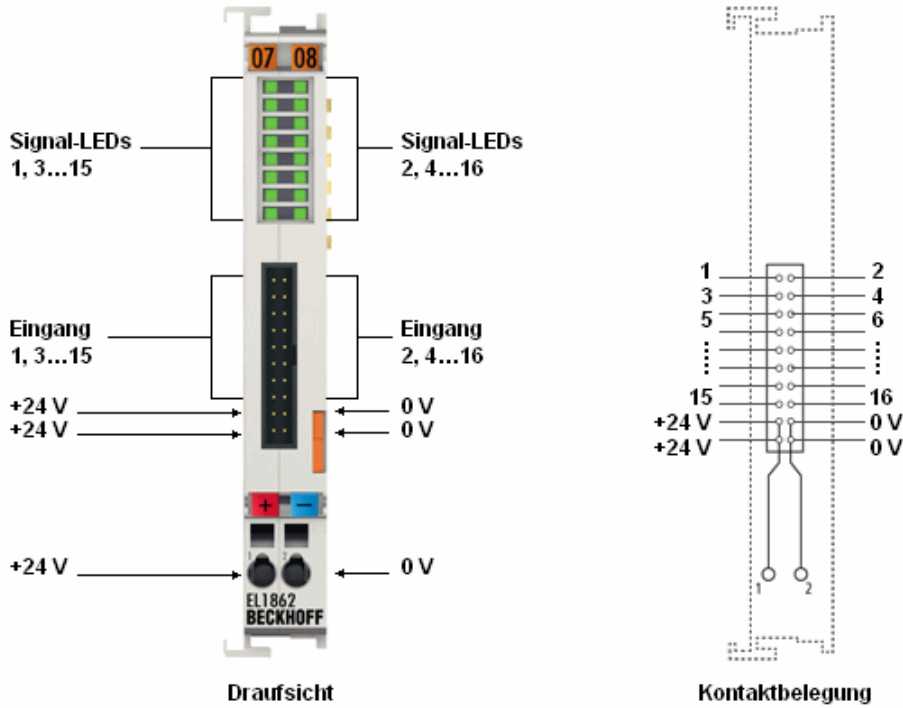 07 08
Signal-LEDs
1, 3...15
Signal-LEDs
2, 4...16
Eingang
1, 3...15
Eingang
2, 4...16
+24 V
+24 V
0 V
0 V
+ −
+24 V
0 V
1 2
EL1862
BECKHOFF
Draufsicht
1 2
3 4
5 6
15 16
+24 V 0 V
+24 V 0 V
1 2
Kontaktbelegung